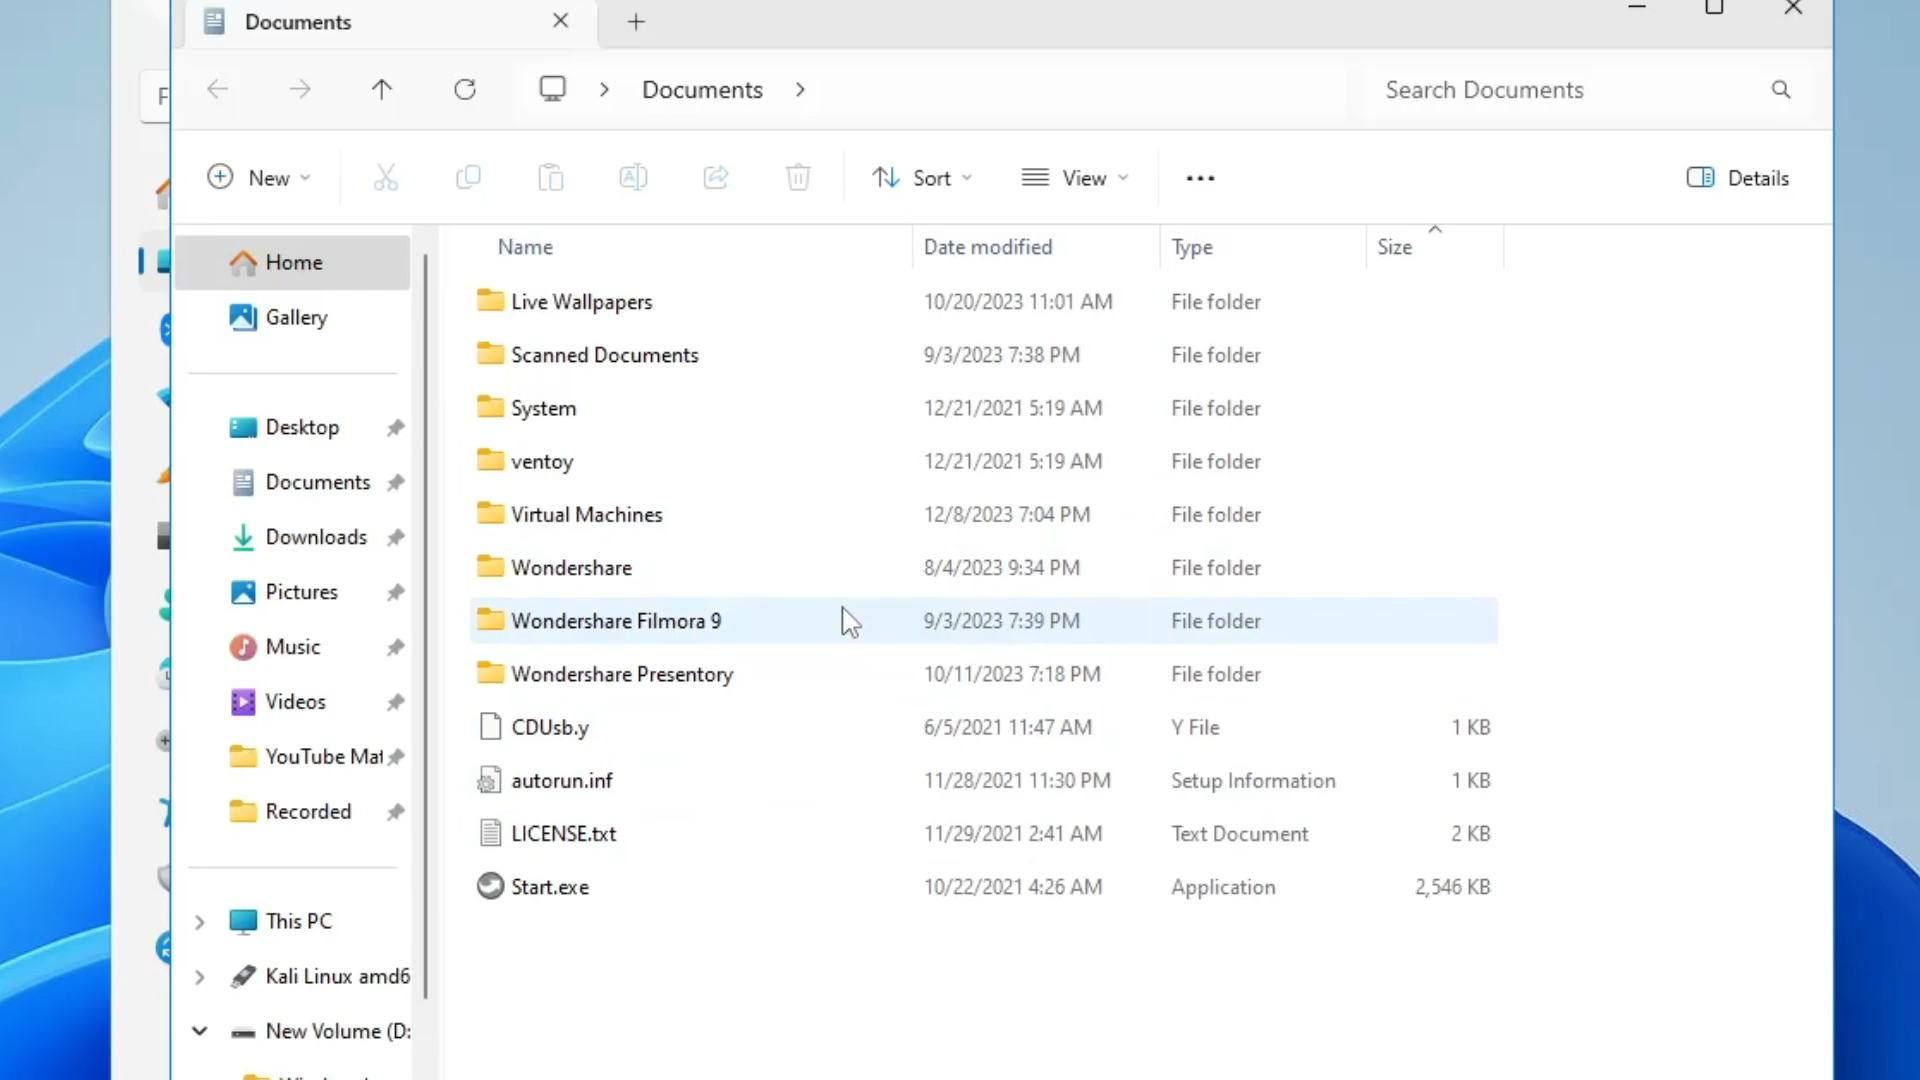 Documents
Documents
Search Documents
New
Sort
View
Details
Home
Gallery
Desktop
Documents
Downloads
Pictures
Music
Videos
YouTube Mat
Recorded
This PC
Kali Linux amd6
New Volume (D:
Name Date modified Type Size
Live Wallpapers 10/20/2023 11:01 AM File folder
Scanned Documents 9/3/2023 7:38 PM File folder
System 12/21/2021 5:19 AM File folder
ventoy 12/21/2021 5:19 AM File folder
Virtual Machines 12/8/2023 7:04 PM File folder
Wondershare 8/4/2023 9:34 PM File folder
Wondershare Filmora 9 9/3/2023 7:39 PM File folder
Wondershare Presentory 10/11/2023 7:18 PM File folder
CDUsb.y 6/5/2021 11:47 AM Y File 1 KB
autorun.inf 11/28/2021 11:30 PM Setup Information 1 KB
LICENSE.txt 11/29/2021 2:41 AM Text Document 2 KB
Start.exe 10/22/2021 4:26 AM Application 2,546 KB